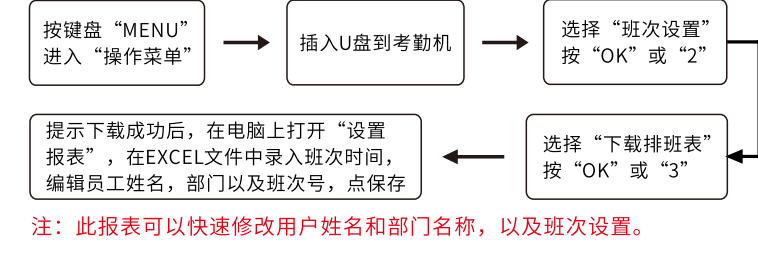 按键盘“MENU”
进入“操作菜单”
插入U盘到考勤机
选择“班次设置”
按“OK”或“2”
选择“下载排班表”
按“OK”或“3”
提示下载成功后，在电脑上打开“设置
报表”，在EXCEL文件中录入班次时间，
编辑员工姓名，部门以及班次号，点保存
注：此报表可以快速修改用户姓名和部门名称，以及班次设置。